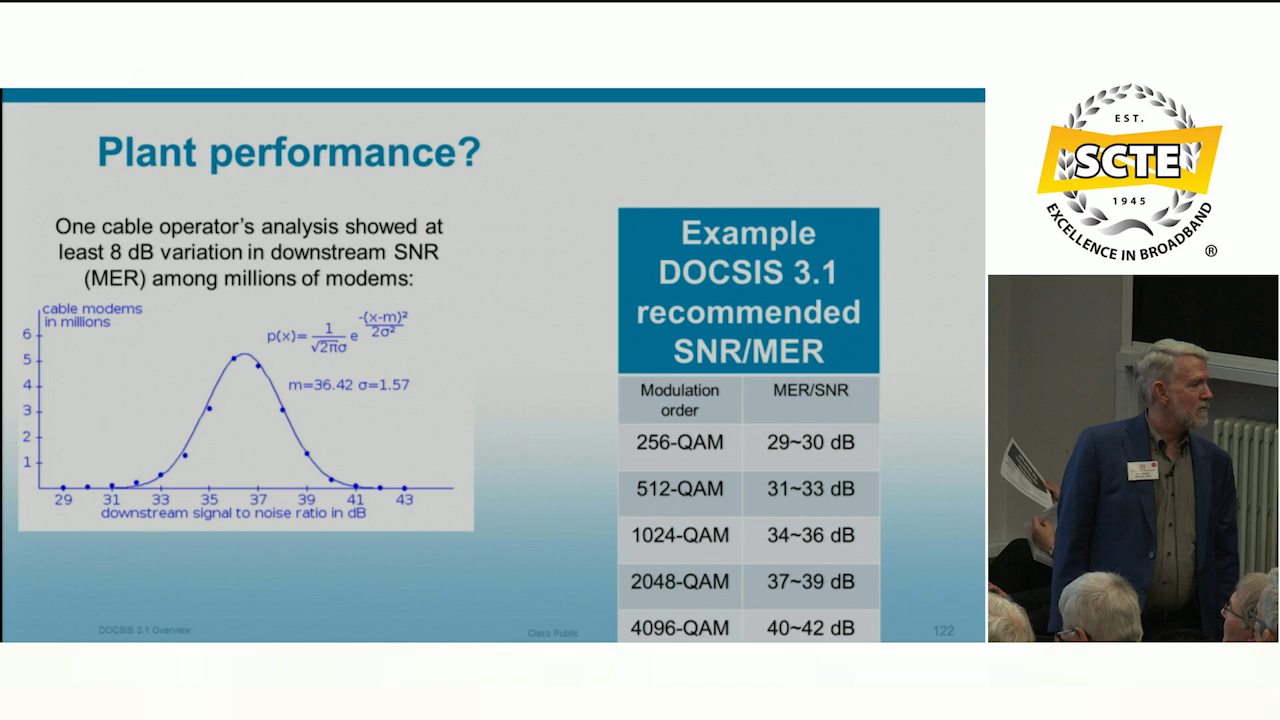 Plant performance?
One cable operator's analysis showed at
least 8 dB variation in downstream SNR
(MER) among millions of modems:
cable modems
in millions
p(x)= 1/√2πσ e -(x-m)²/2σ²
m=36.42 σ=1.57
6
5
4
3
2
1
29 31 33 35 37 39 41 43
downstream signal to noise ratio in dB
Example
DOCSIS 3.1
recommended
SNR/MER
Modulation
order
MER/SNR
256-QAM 29~30 dB
512-QAM 31~33 dB
1024-QAM 34~36 dB
2048-QAM 37~39 dB
4096-QAM 40~42 dB
DOCSIS 3.1 Overview
Cisco Public
122
EST.
SCTE
1945
EXCELLENCE IN BROADBAND
®